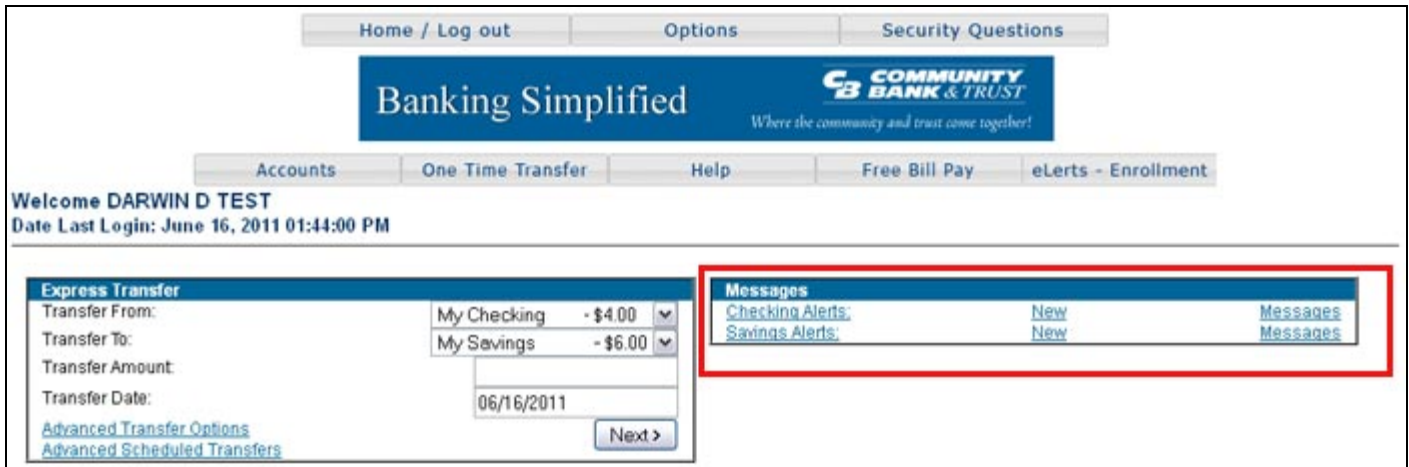 Home / Log out Options Security Questions
Banking Simplified
CB COMMUNITY BANK & TRUST
Where the community and trust come together!
Accounts One Time Transfer Help Free Bill Pay eLerts - Enrollment
Welcome DARWIN D TEST
Date Last Login: June 16, 2011 01:44:00 PM
Express Transfer
Transfer From: My Checking - $4.00
Transfer To: My Savings - $6.00
Transfer Amount:
Transfer Date: 06/16/2011
Advanced Transfer Options
Next >
Advanced Scheduled Transfers
Messages
Checking Alerts: New Messages
Savings Alerts: New Messages